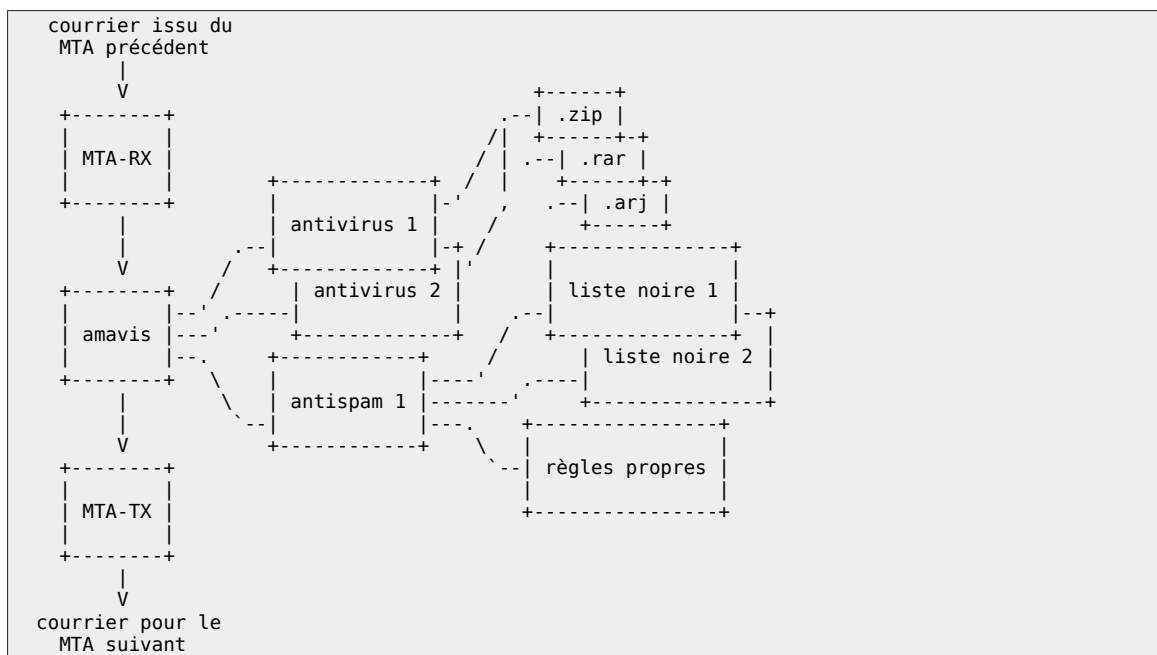 courrier issu du
MTA précédent
V
.zip
MTA-RX
.rar
.arj
antivirus 1
V
antivirus 2
liste noire 1
amavis
liste noire 2
antispam 1
V
règles propres
MTA-TX
V
courrier pour le
MTA suivant